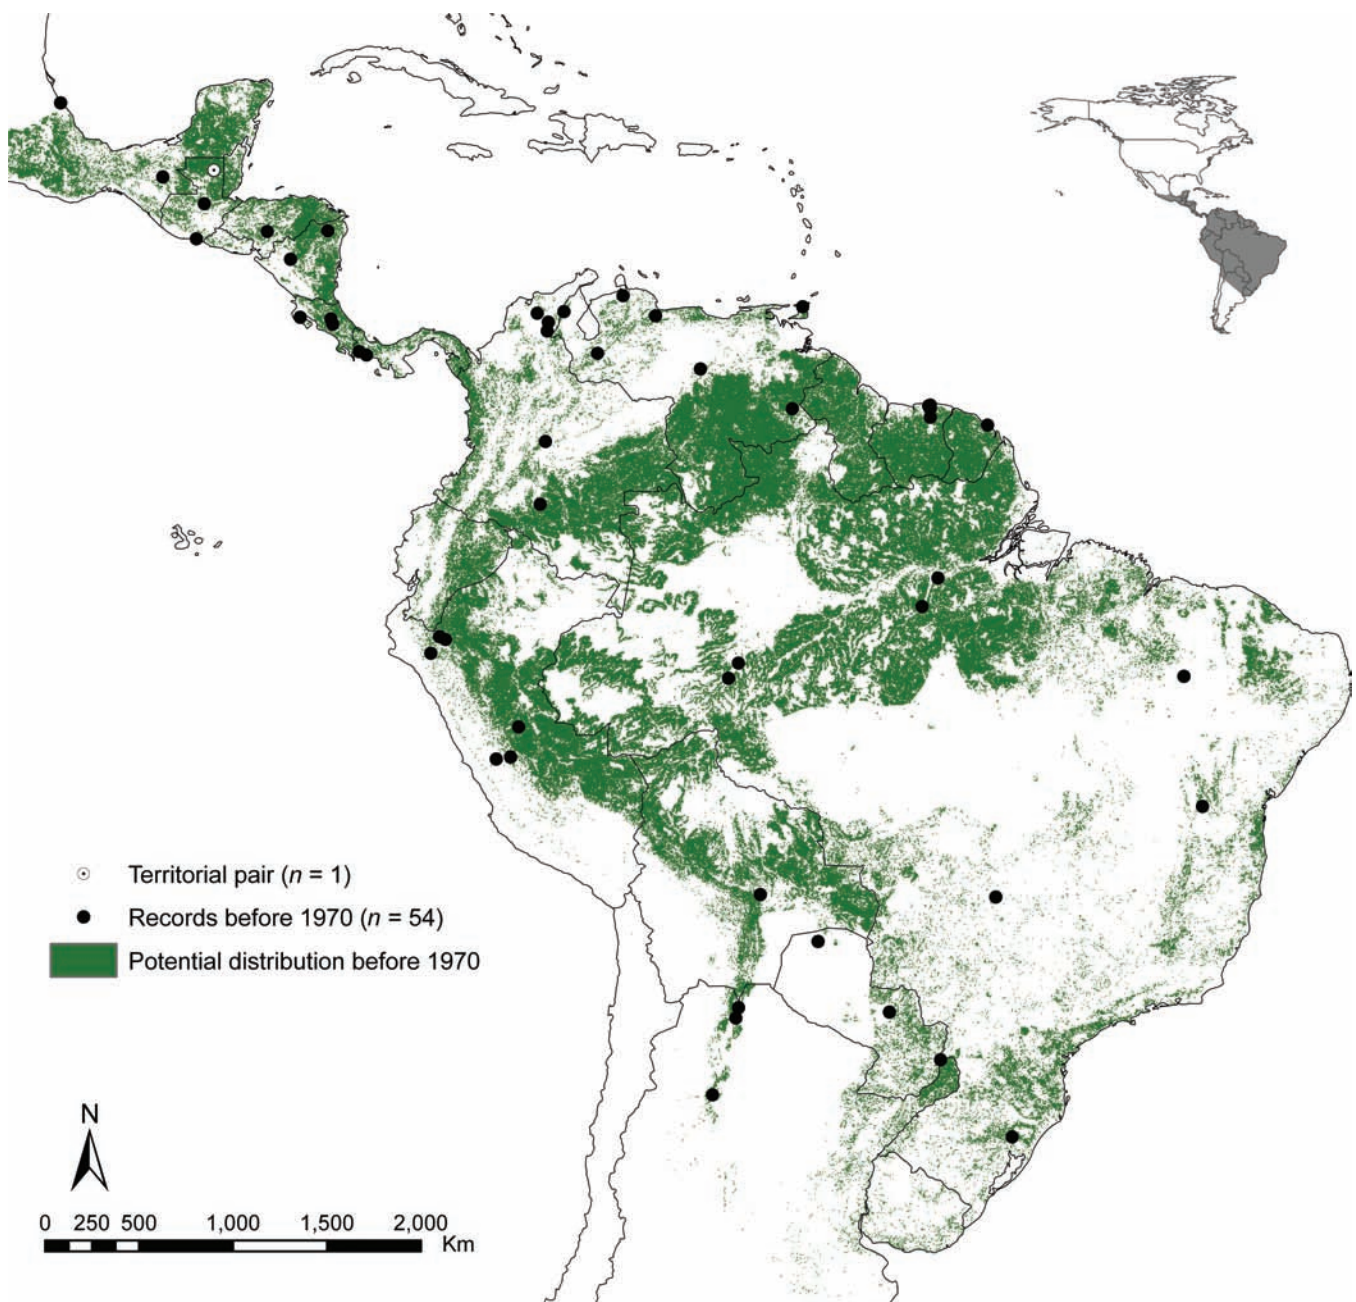 Territorial pair (n = 1)
Records before 1970 (n = 54)
Potential distribution before 1970
N
0 250 500 1,000 1,500 2,000
Km